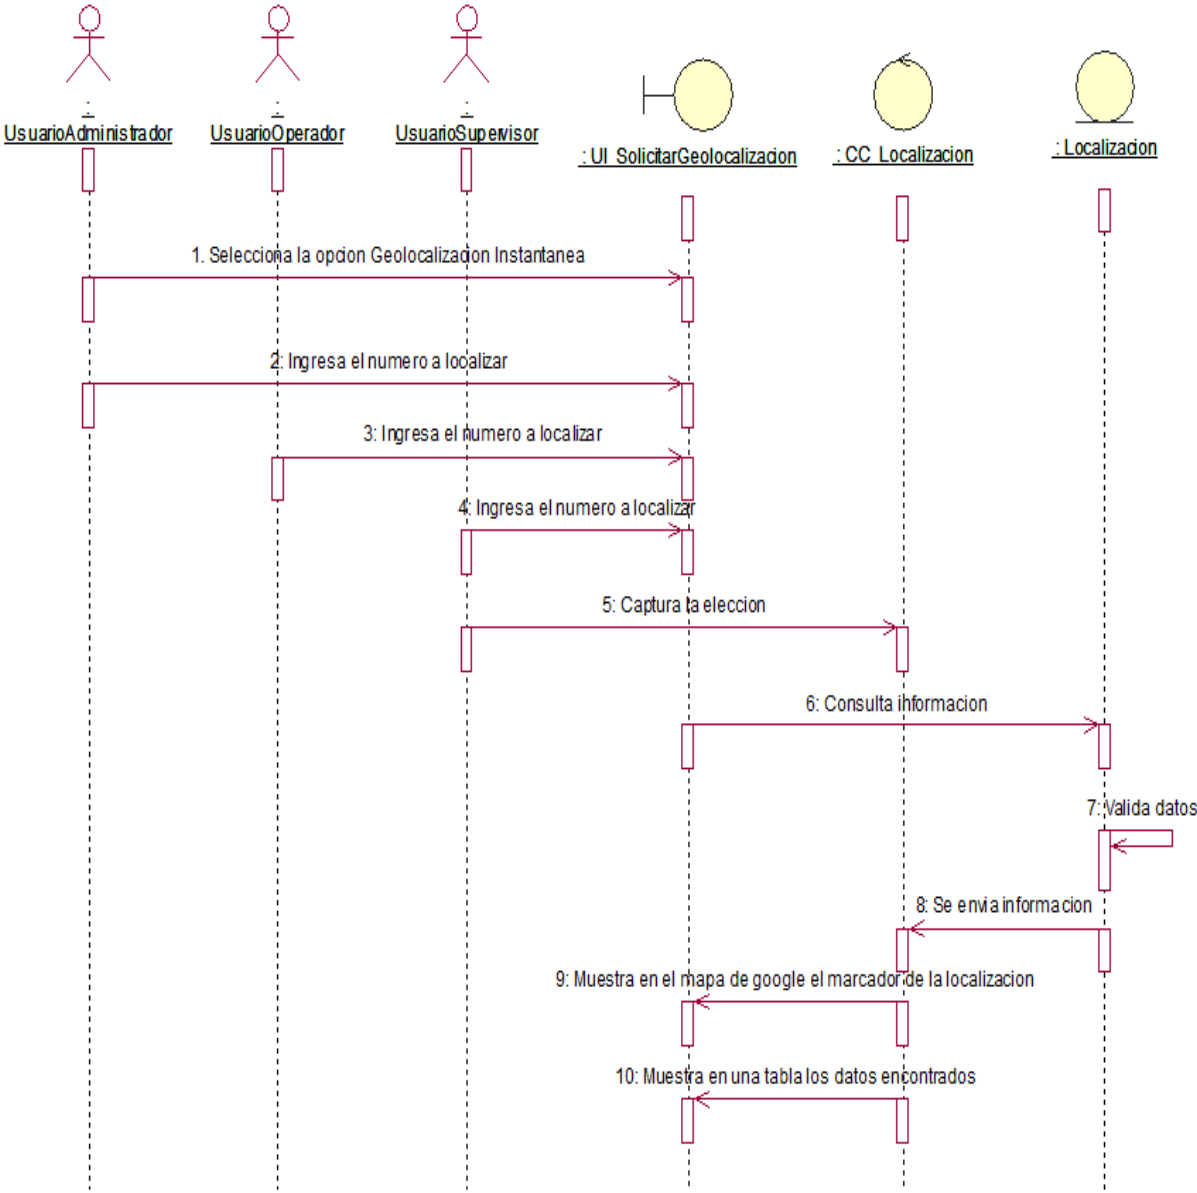 :
UsuarioAdministrador
:
UsuarioOperador
:
UsuarioSupervisor
: UI_SolicitarGeolocalizacion
: CC_Localizacion
: Localizacion
1. Selecciona la opcion Geolocalizacion Instantanea
2: Ingresa el numero a localizar
3: Ingresa el numero a localizar
4: Ingresa el numero a localizar
5: Captura la eleccion
6: Consulta informacion
7: Valida datos
8: Se envia informacion
9: Muestra en el mapa de google el marcador de la localizacion
10: Muestra en una tabla los datos encontrados